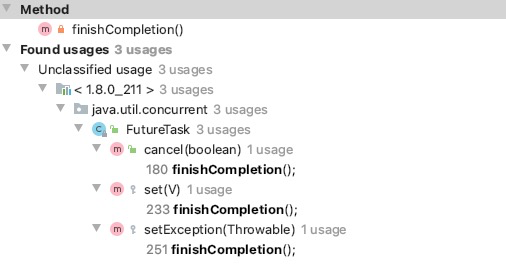 Method
m finishCompletion()
Found usages 3 usages
Unclassified usage 3 usages
< 1.8.0_211 > 3 usages
java.util.concurrent 3 usages
C FutureTask 3 usages
m cancel(boolean) 1 usage
180 finishCompletion();
m set(V) 1 usage
233 finishCompletion();
m setException(Throwable) 1 usage
251 finishCompletion();